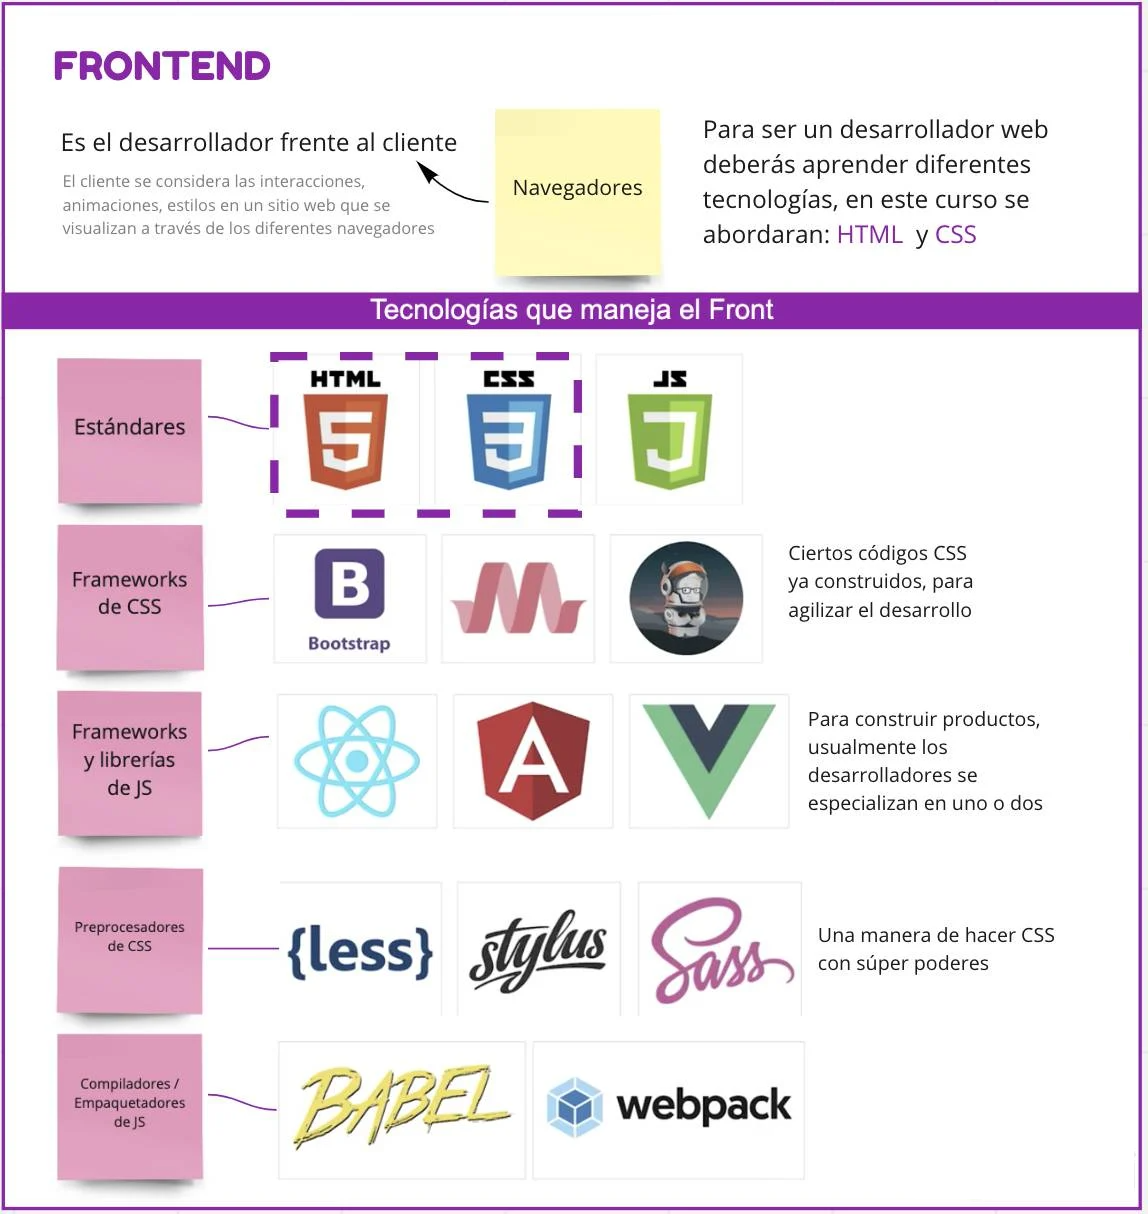 FRONTEND
Es el desarrollador frente al cliente
El cliente se considera las interacciones,
animaciones, estilos en un sitio web que se
visualizan a través de los diferentes navegadores
Navegadores
Para ser un desarrollador web
deberás aprender diferentes
tecnologías, en este curso se
abordaran: HTML y CSS
Tecnologías que maneja el Front
Estándares
HTML
5
CSS
3
JS
J
Frameworks
de CSS
B
Bootstrap
Ciertos códigos CSS
ya construidos, para
agilizar el desarrollo
Frameworks
y librerías
de JS
A
Para construir productos,
usualmente los
desarrolladores se
especializan en uno o dos
Preprocesadores
de CSS
{less}
stylus
Sass
Una manera de hacer CSS
con súper poderes
Compiladores /
Empaquetadores
de JS
BABEL
webpack